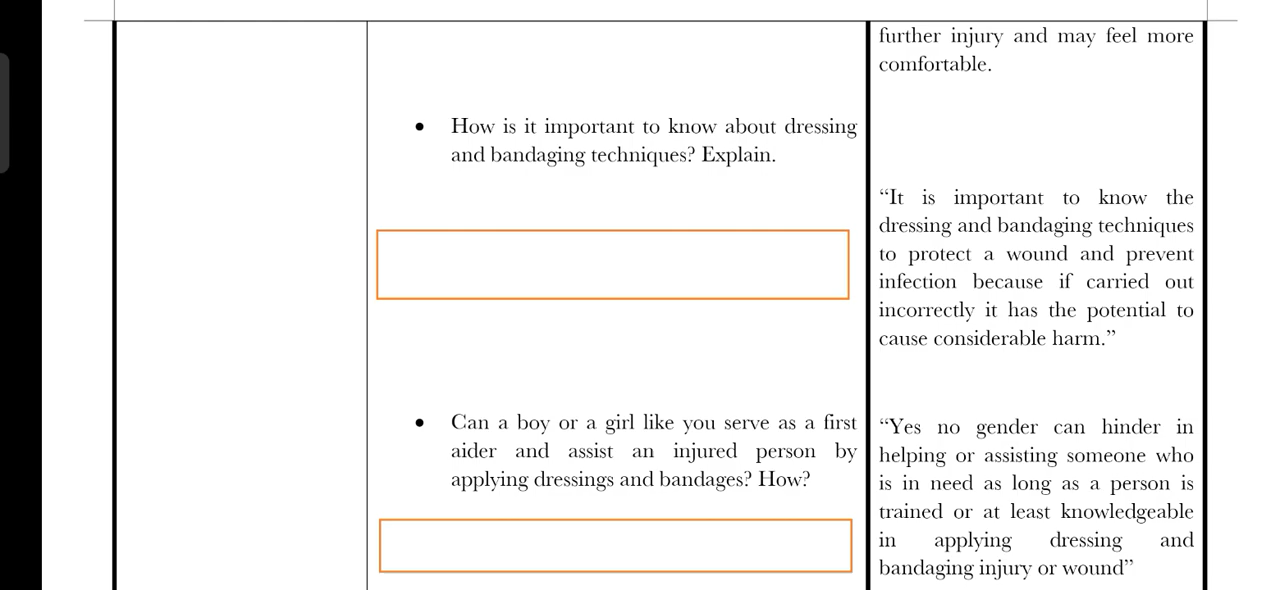 further injury and may feel more
comfortable.
• How is it important to know about dressing
and bandaging techniques? Explain.
“It is important to know the
dressing and bandaging techniques
to protect a wound and prevent
infection because if carried out
incorrectly it has the potential to
cause considerable harm.”
• Can a boy or a girl like you serve as a first
aider and assist an injured person by
applying dressings and bandages? How?
“Yes no gender can hinder in
helping or assisting someone who
is in need as long as a person is
trained or at least knowledgeable
in applying dressing and
bandaging injury or wound”